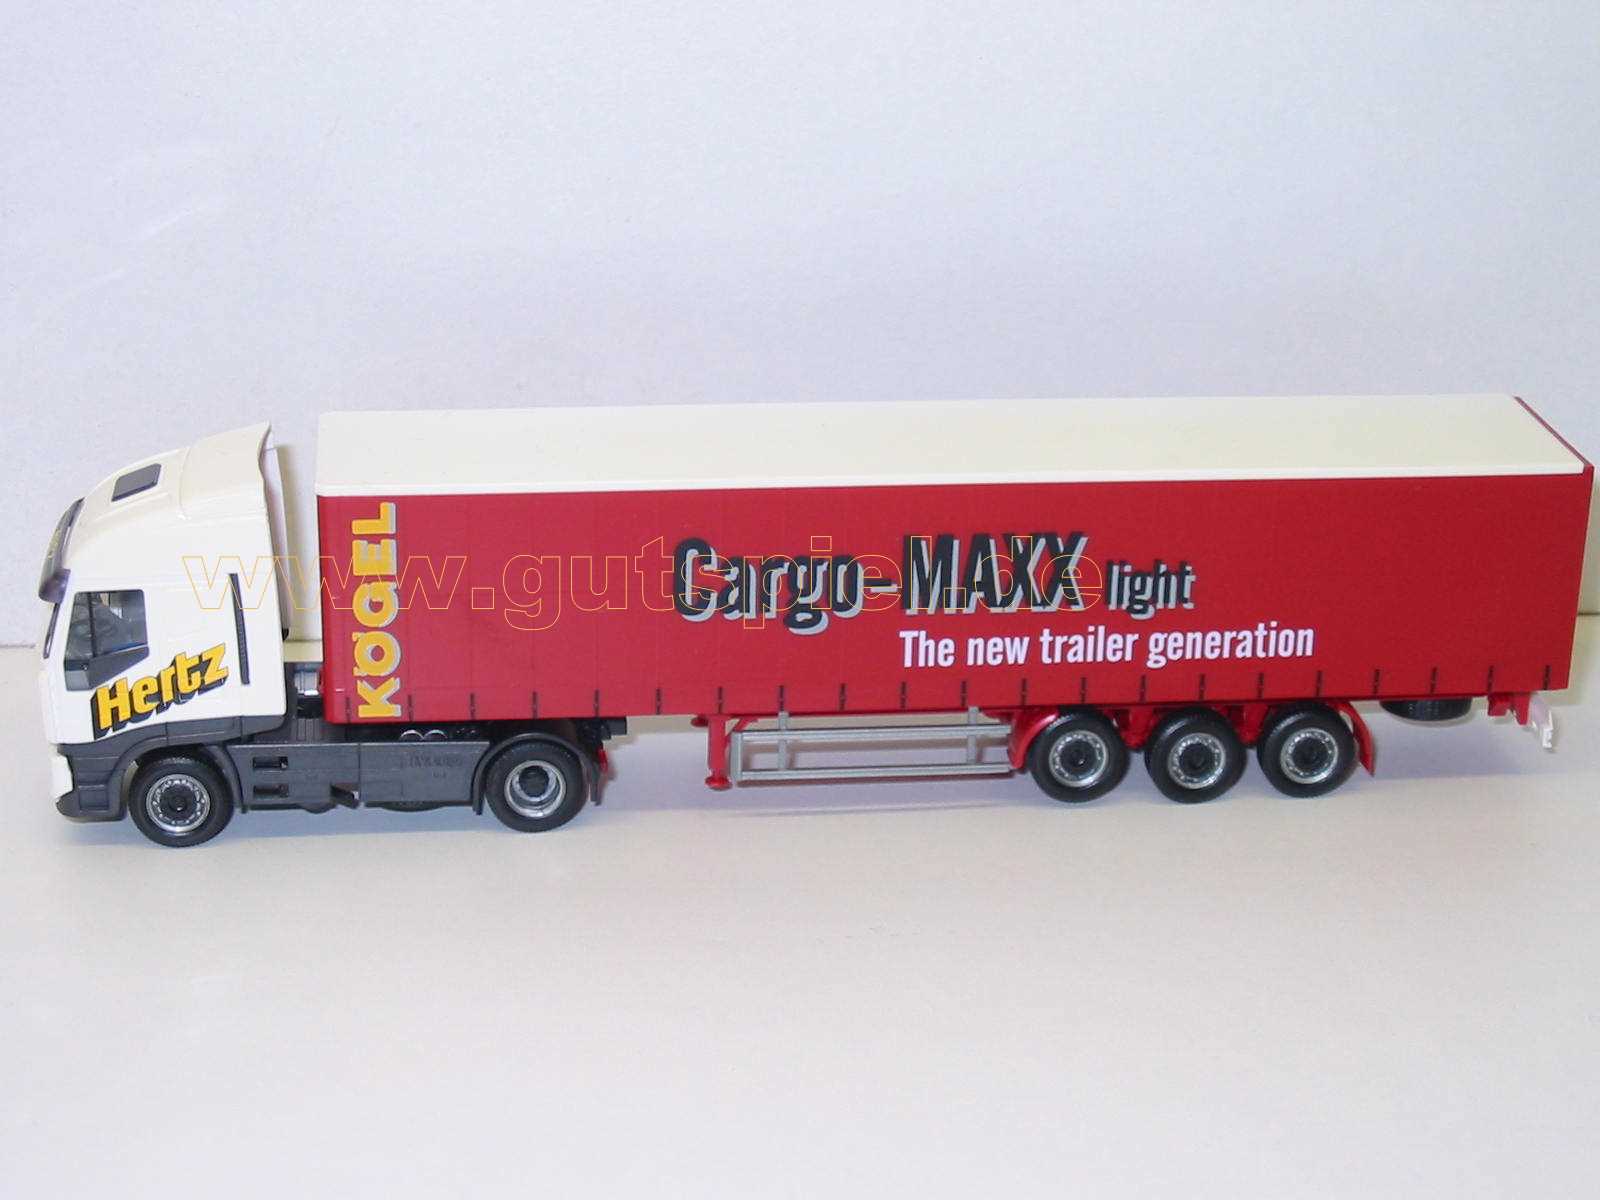 www.gutspiel.de
KÖGEL
Cargo-MAXX light
The new trailer generation
Hertz